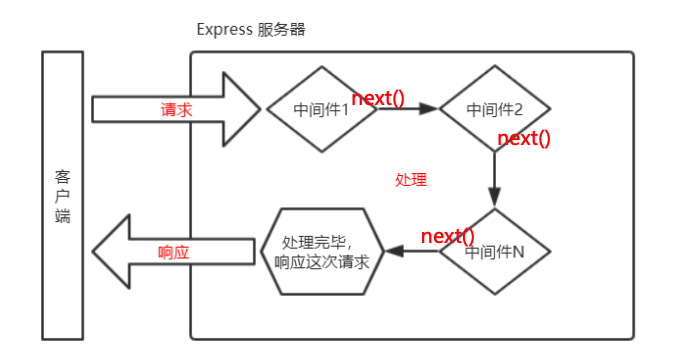 Express 服务器
客户端
请求
中间件1
next()
中间件2
next()
处理
next()
中间件N
处理完毕，
响应这次请求
响应